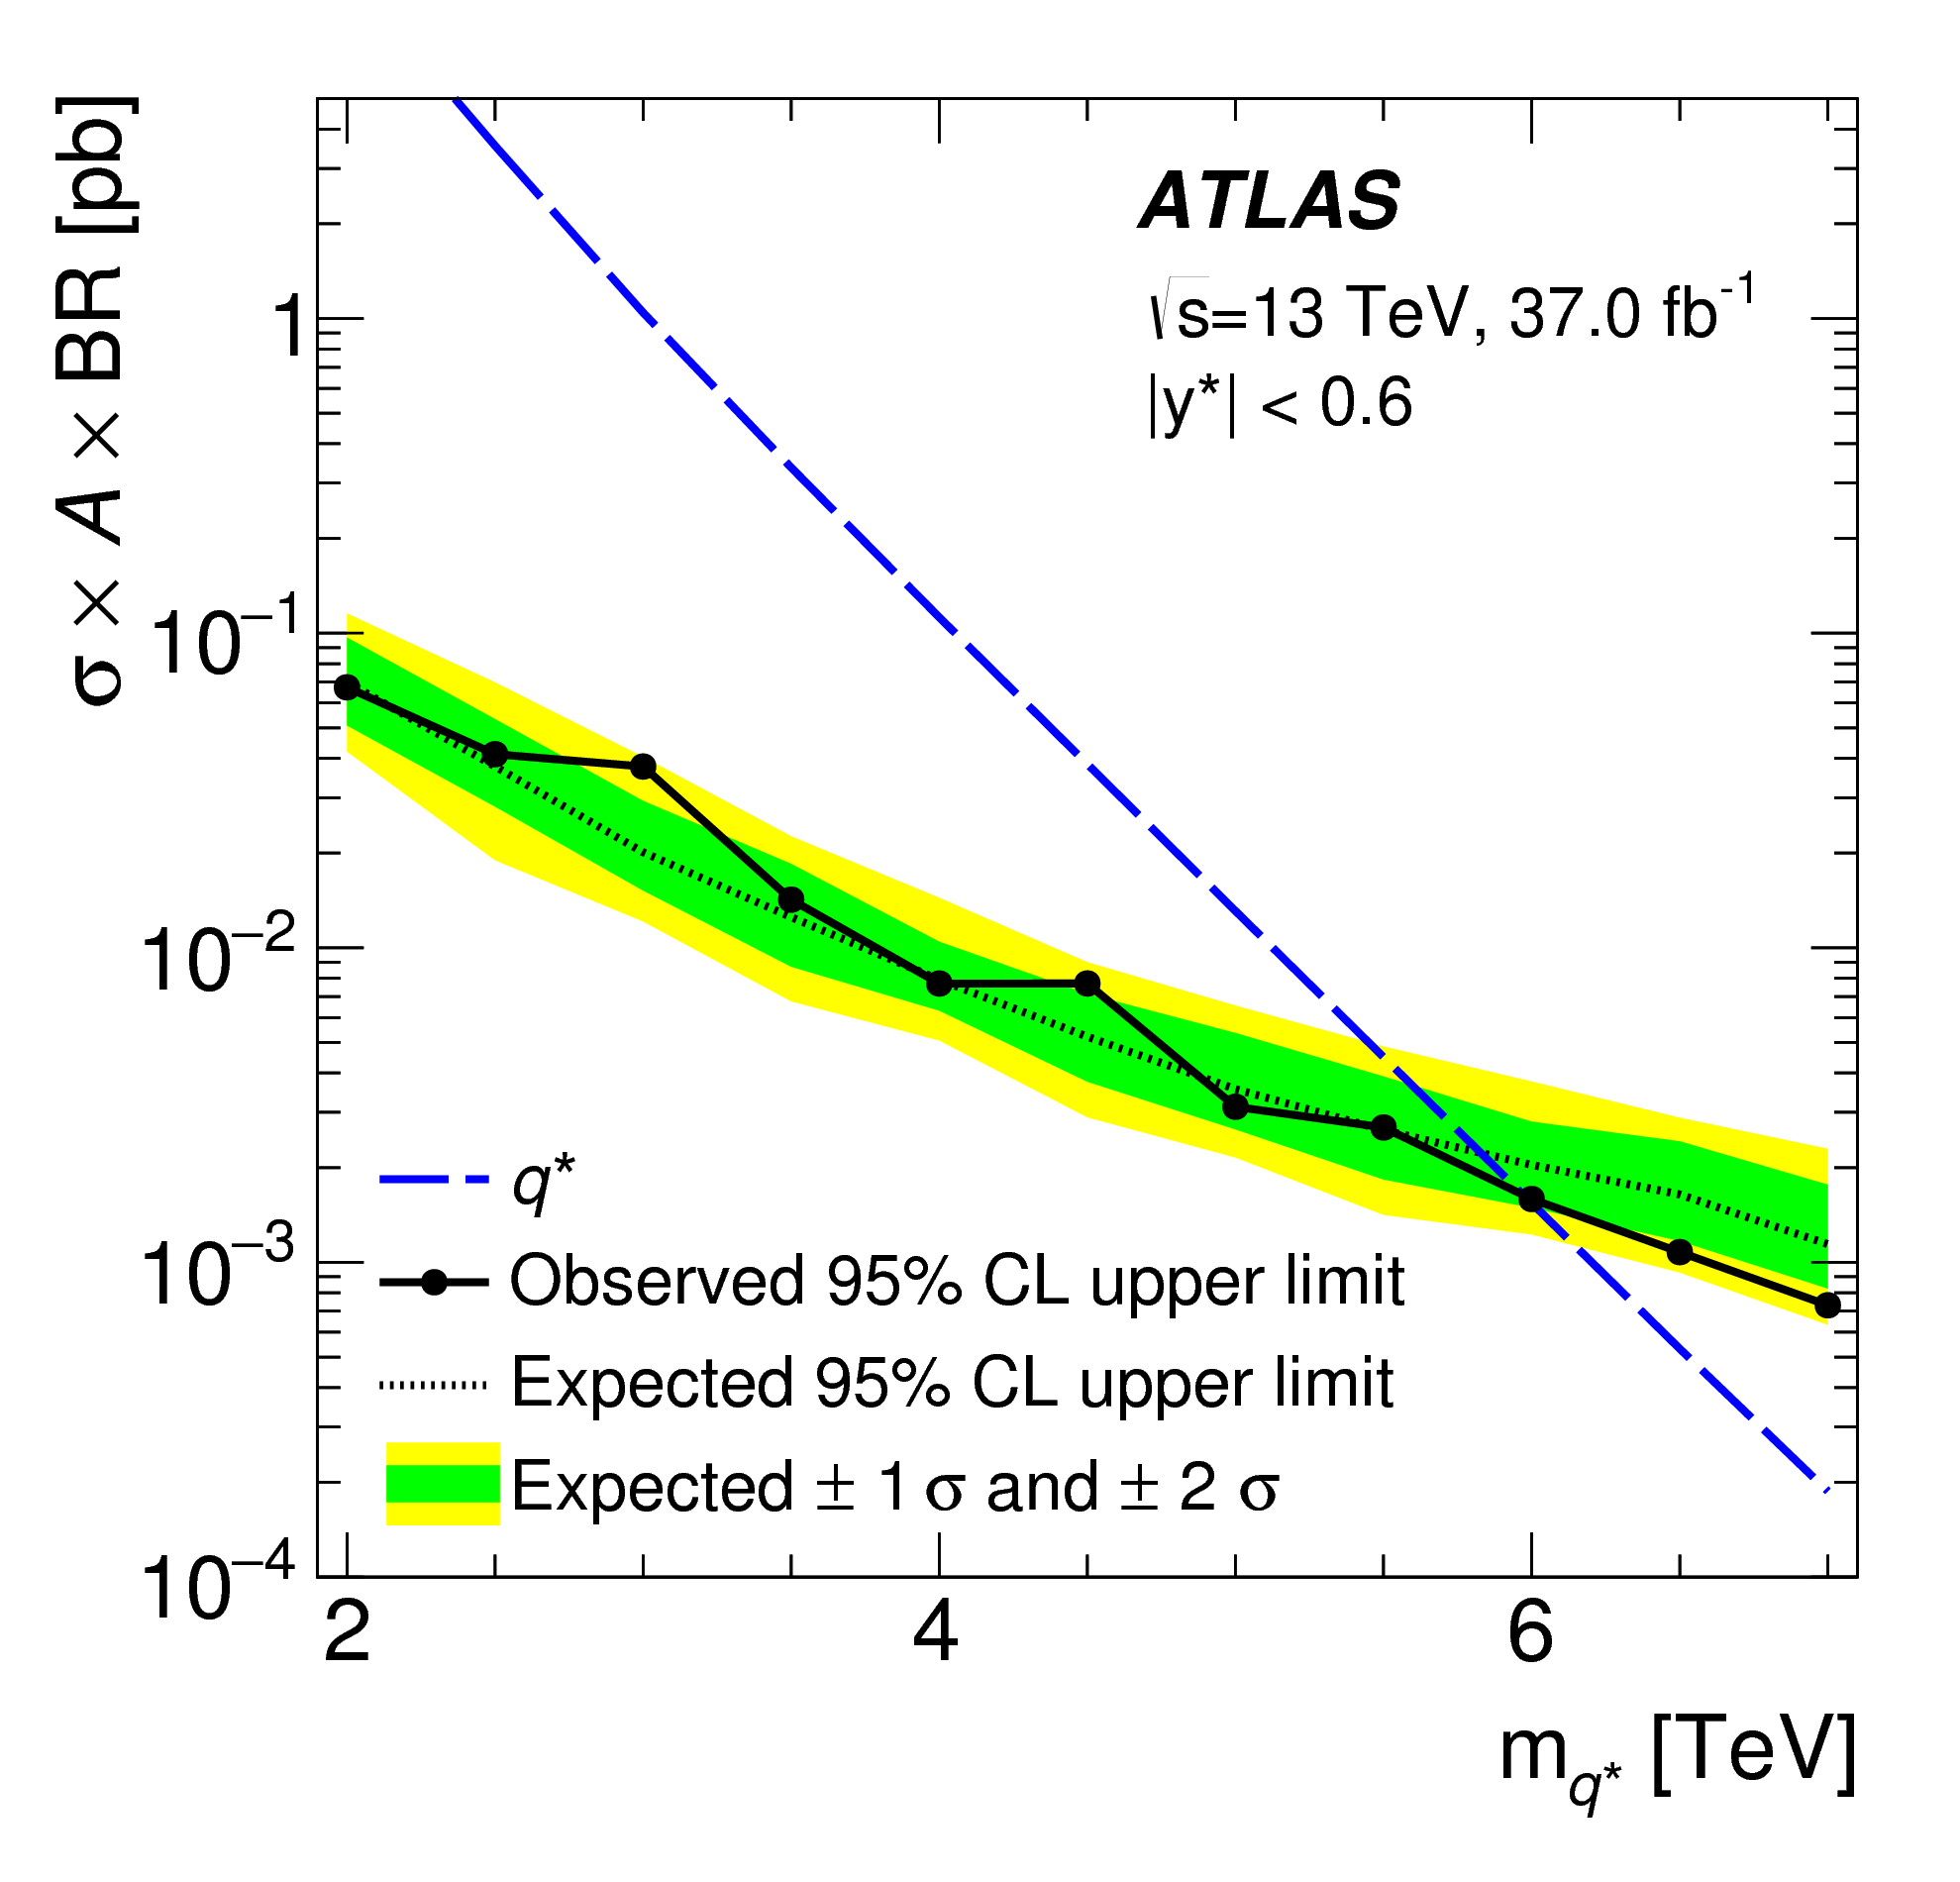 σ × A × BR [pb]
ATLAS
√s=13 TeV, 37.0 fb⁻¹
|y*| < 0.6
1
10⁻¹
10⁻²
10⁻³
10⁻⁴
q*
Observed 95% CL upper limit
Expected 95% CL upper limit
Expected ± 1 σ and ± 2 σ
2 4 6
m_q* [TeV]